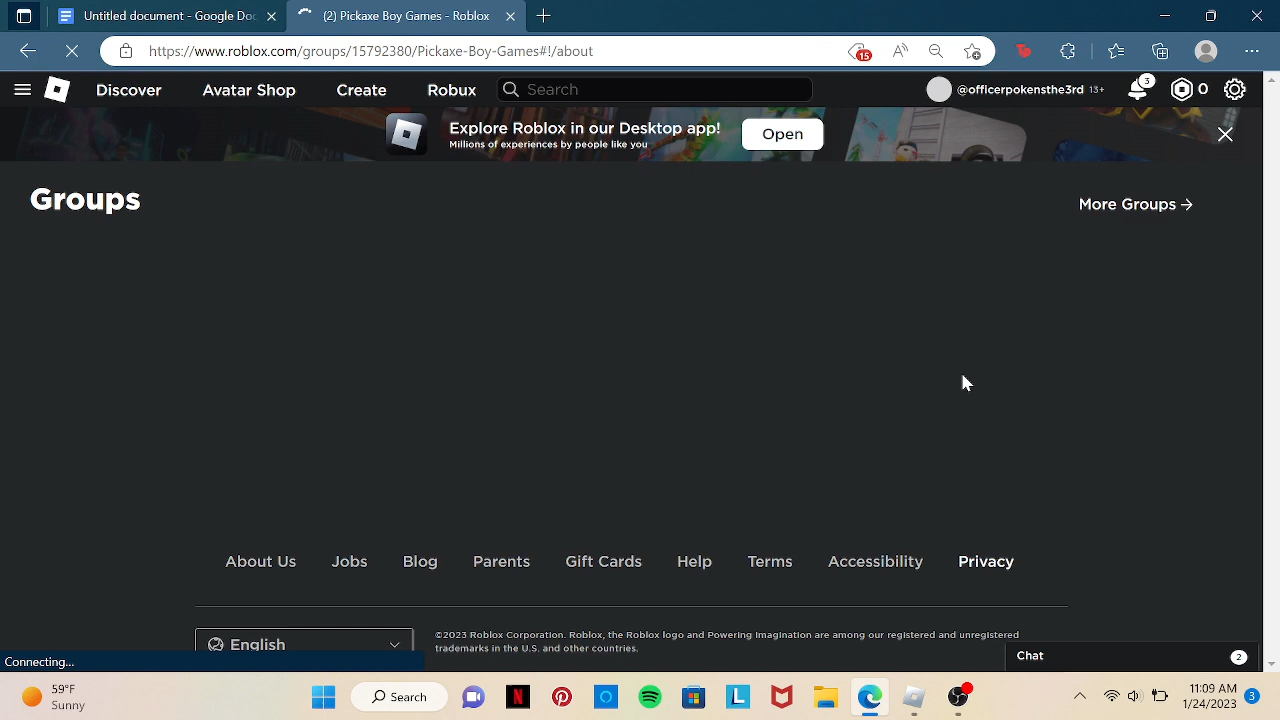 Untitled document - Google Doc
(2) Pickaxe Boy Games - Roblox
https://www.roblox.com/groups/15792380/Pickaxe-Boy-Games#!/about
15
Discover
Avatar Shop
Create
Robux
Search
@officerpokensthe3rd 13+
3
0
Explore Roblox in our Desktop app!
Millions of experiences by people like you
Open
Groups
More Groups →
About Us
Jobs
Blog
Parents
Gift Cards
Help
Terms
Accessibility
Privacy
English
©2023 Roblox Corporation. Roblox, the Roblox logo and Powering Imagination are among our registered and unregistered
trademarks in the U.S. and other countries.
Chat
2
Connecting...
59°F
Sunny
Search
N
L
11:09 AM
1/24/2023
3